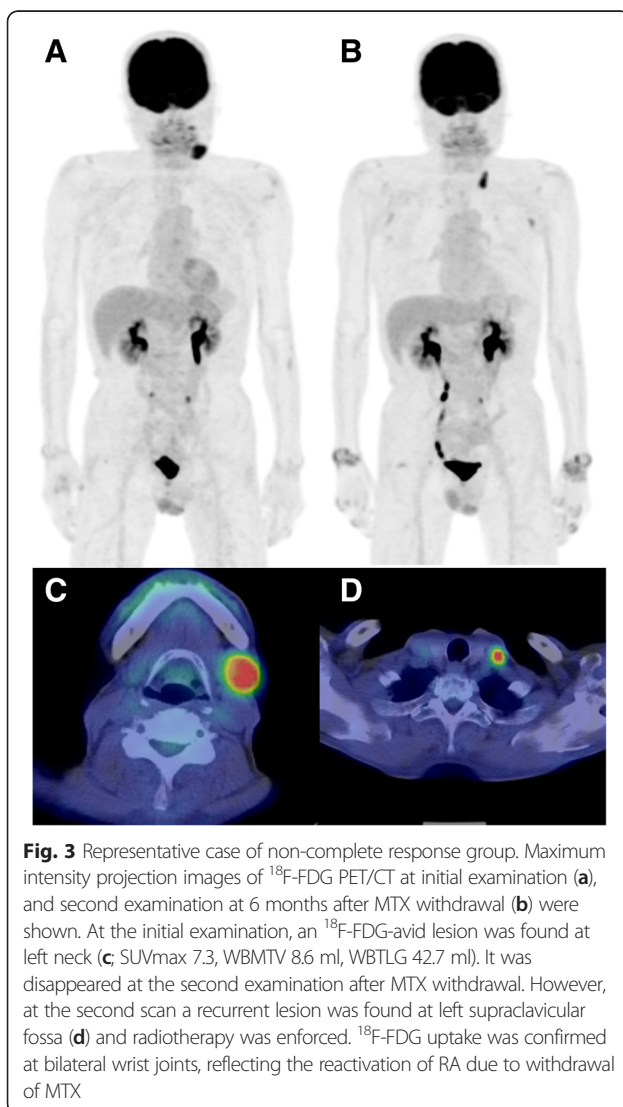 A
B
C
D
Fig. 3 Representative case of non-complete response group. Maximum
intensity projection images of ¹⁸F-FDG PET/CT at initial examination (a),
and second examination at 6 months after MTX withdrawal (b) were
shown. At the initial examination, an ¹⁸F-FDG-avid lesion was found at
left neck (c; SUVmax 7.3, WBMTV 8.6 ml, WBTLG 42.7 ml). It was
disappeared at the second examination after MTX withdrawal. However,
at the second scan a recurrent lesion was found at left supraclavicular
fossa (d) and radiotherapy was enforced. ¹⁸F-FDG uptake was confirmed
at bilateral wrist joints, reflecting the reactivation of RA due to withdrawal
of MTX